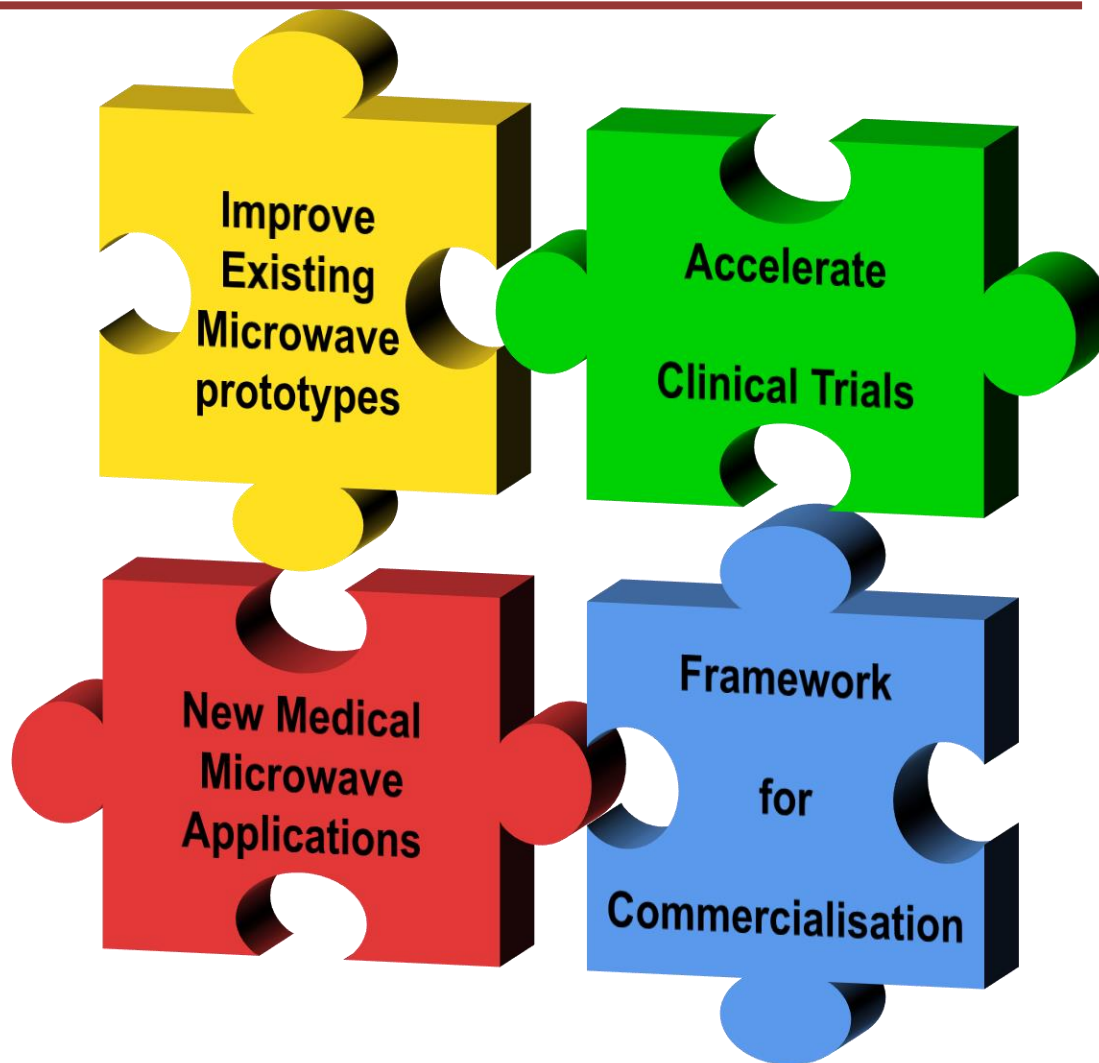 Improve
Existing
Microwave
prototypes
Accelerate
Clinical Trials
New Medical
Microwave
Applications
Framework
for
Commercialisation